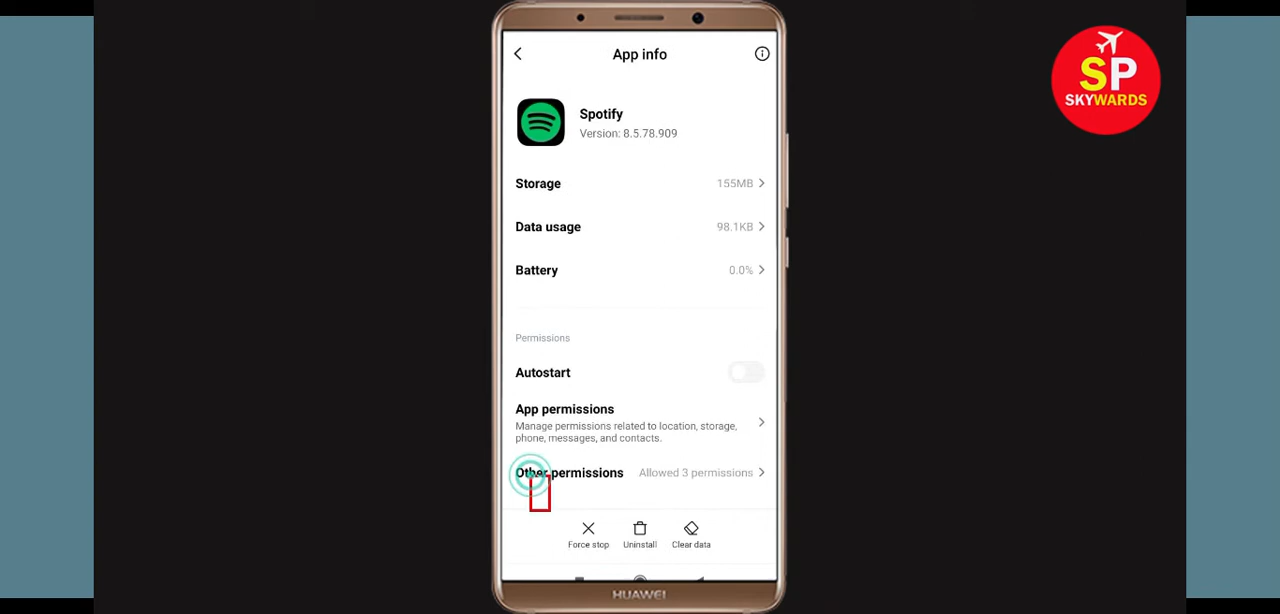 App info
SP
SKYWARDS
Spotify
Version: 8.5.78.909
Storage 155MB
Data usage 98.1KB
Battery 0.0%
Permissions
Autostart
App permissions
Manage permissions related to location, storage,
phone, messages, and contacts.
Other permissions Allowed 3 permissions
Force stop Uninstall Clear data
HUAWEI